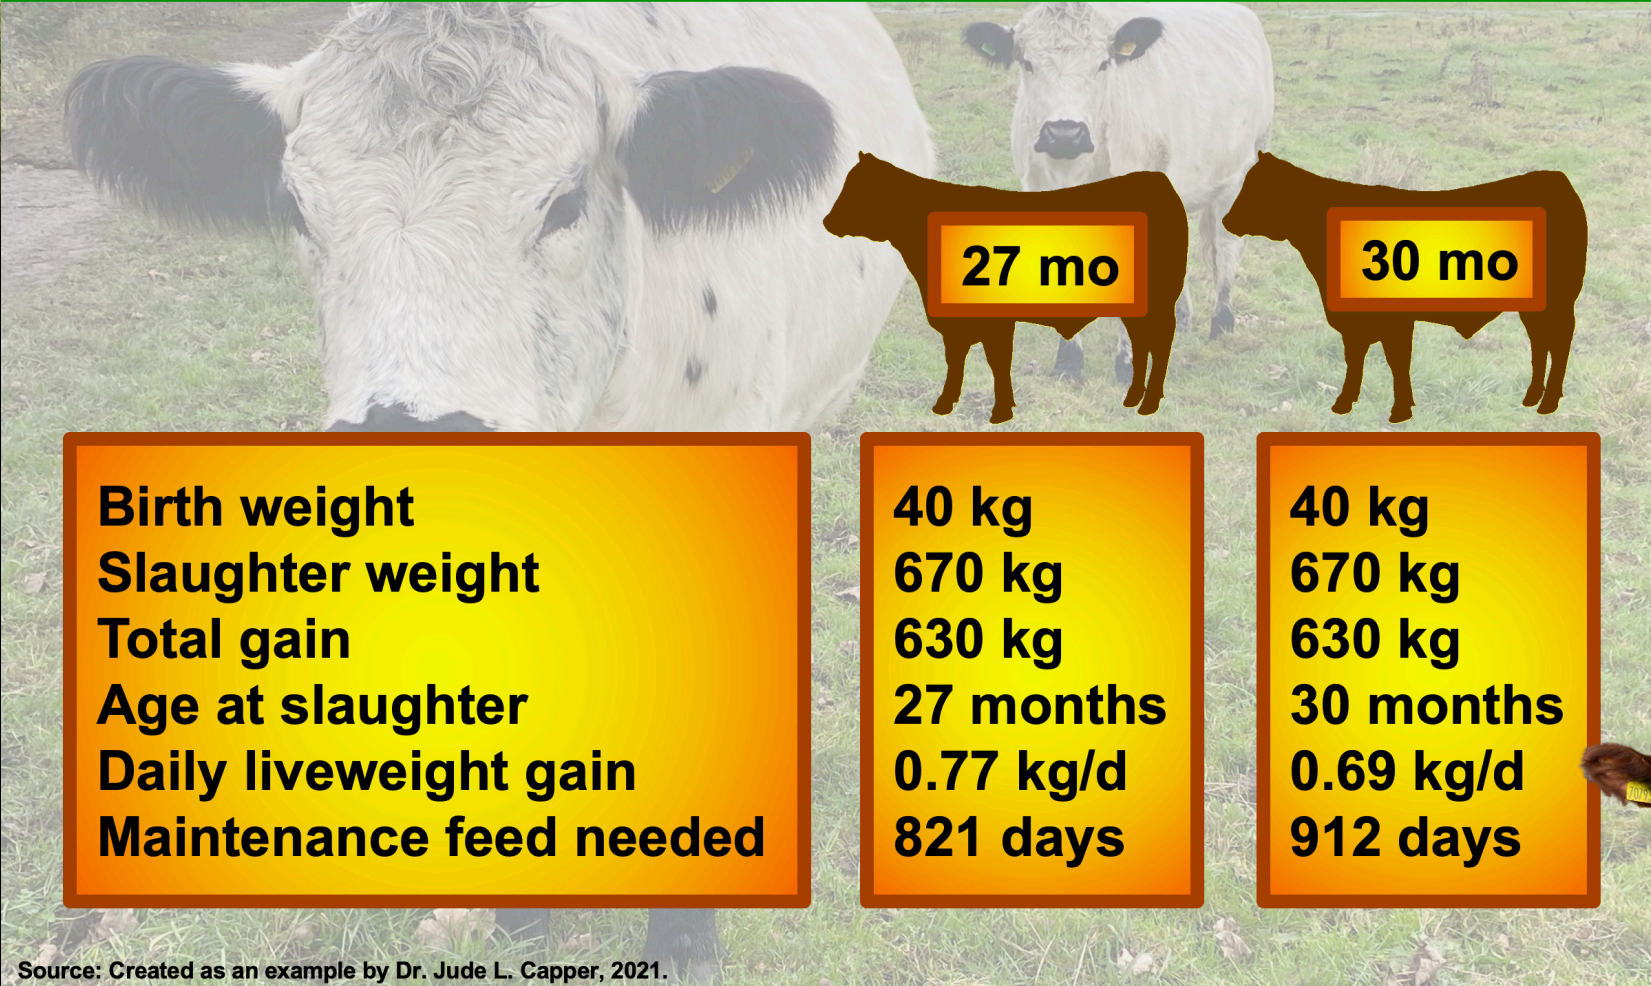 27 mo
30 mo
Birth weight 40 kg 40 kg
Slaughter weight 670 kg 670 kg
Total gain 630 kg 630 kg
Age at slaughter 27 months 30 months
Daily liveweight gain 0.77 kg/d 0.69 kg/d
Maintenance feed needed 821 days 912 days
Source: Created as an example by Dr. Jude L. Capper, 2021.